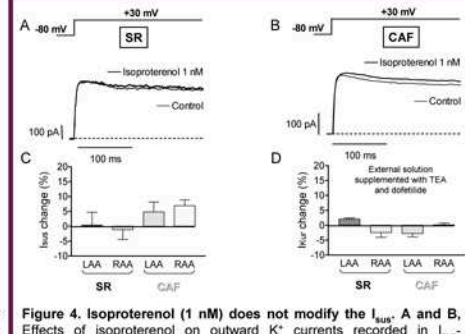 A
+30 mV
-80 mV
SR
Isoproterenol 1 nM
Control
100 pA
100 ms
B
+30 mV
-80 mV
CAF
Isoproterenol 1 nM
Control
100 pA
100 ms
C
Isus change (%)
20
15
10
5
0
-5
-10
LAA RAA LAA RAA
SR CAF
D
External solution
supplemented with TEA
and dofetilide
IKur change (%)
20
15
10
5
0
-5
-10
LAA RAA LAA RAA
SR CAF
Figure 4. Isoproterenol (1 nM) does not modify the Isus. A and B,
Effects of isoproterenol on outward K+ currents recorded in